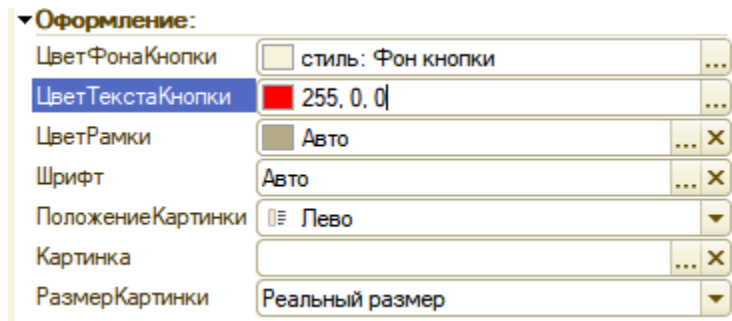 Оформление:
ЦветФонаКнопки стиль: Фон кнопки ...
ЦветТекстаКнопки 255, 0, 0 ...
ЦветРамки Авто ... ×
Шрифт Авто ... ×
ПоложениеКартинки Лево
Картинка ... ×
РазмерКартинки Реальный размер